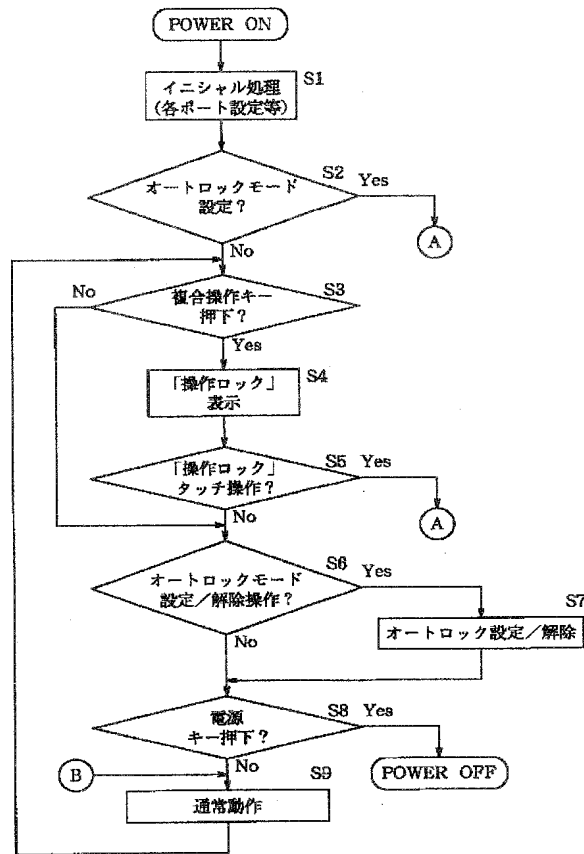 POWER ON
S1
イニシャル処理
(各ポート設定等)
S2
オートロックモード
設定？
Yes
A
No
S3
No
複合操作キー
押下？
Yes
S4
「操作ロック」
表示
S5
「操作ロック」
タッチ操作？
Yes
A
No
S6
オートロックモード
設定／解除操作？
Yes
S7
オートロック設定／解除
No
S8
電源
キー押下？
Yes
POWER OFF
No
B
S9
通常動作